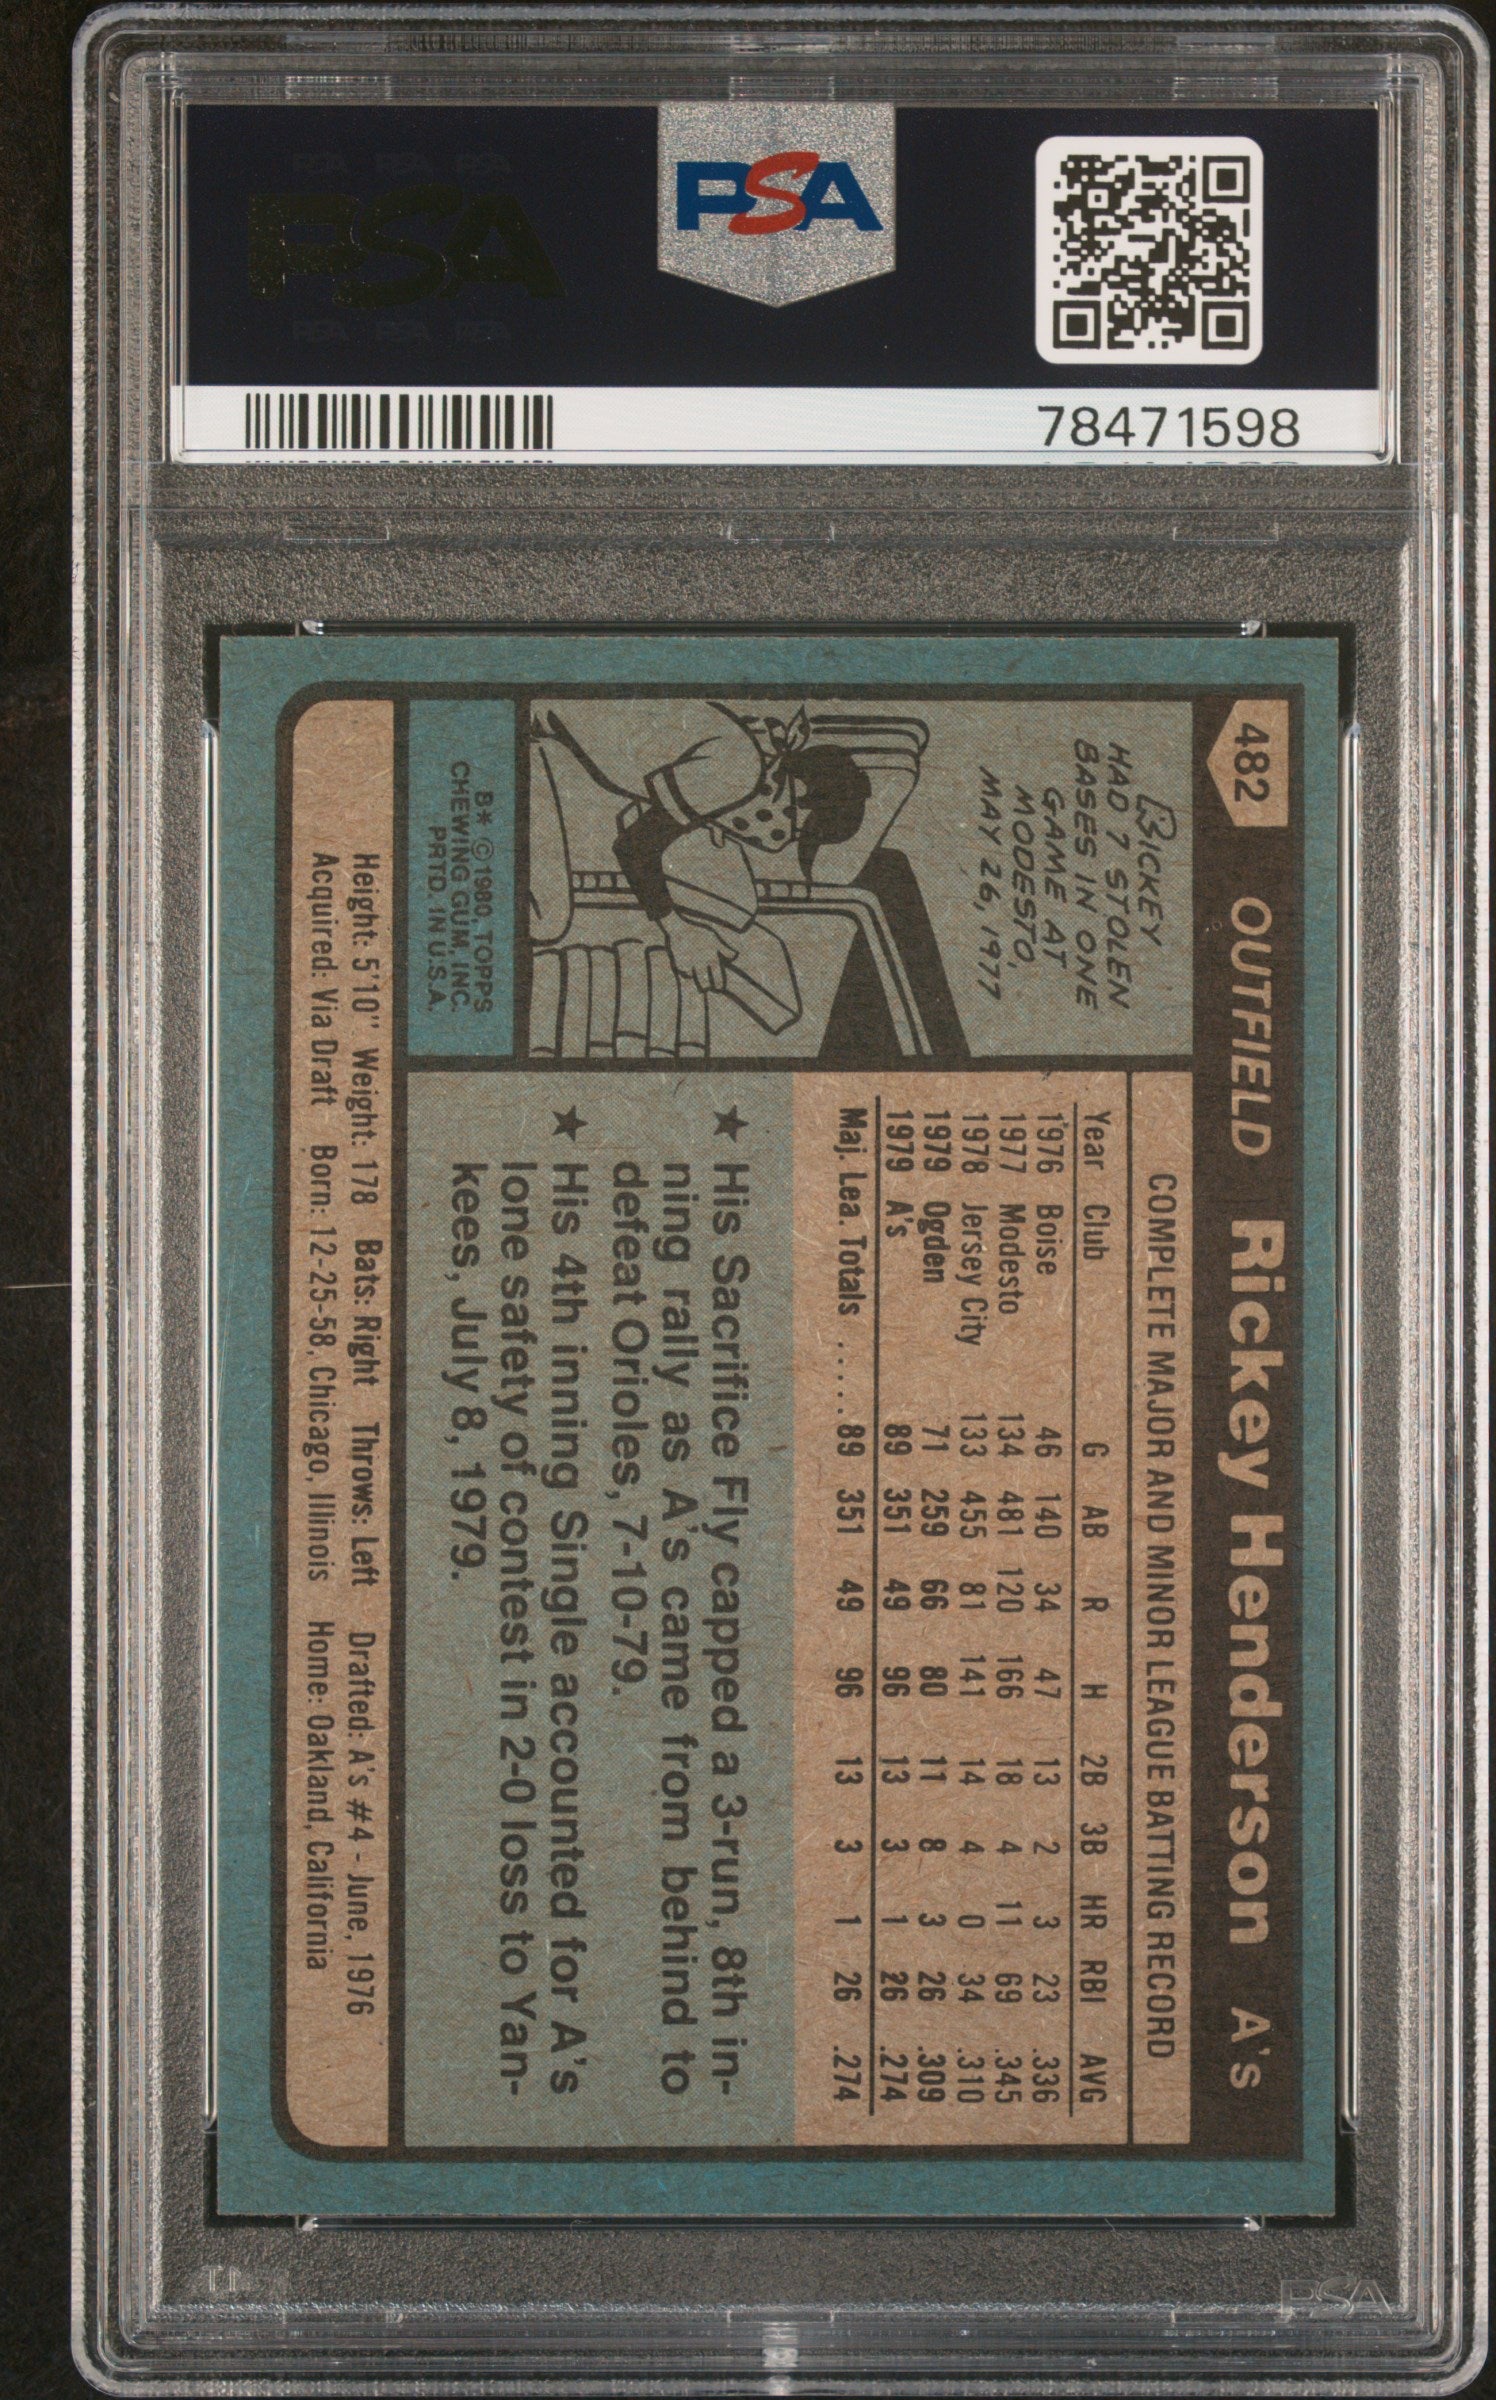 PSA
PSA PSA PSA
PSA
PSA PSA PSA
78471598
482 OUTFIELD Rickey Henderson A's
RICKEY
HAD 7 STOLEN
BASES IN ONE
GAME AT
MODESTO,
MAY 26, 1977
B* © 1980, TOPPS
CHEWING GUM, INC.
PRTD. IN U.S.A.
COMPLETE MAJOR AND MINOR LEAGUE BATTING RECORD
Year Club G AB R H 2B 3B HR RBI AVG
1976 Boise 46 140 34 47 13 2 3 23 .336
1977 Modesto 134 481 120 166 18 4 11 69 .345
1978 Jersey City 133 455 81 141 14 4 0 34 .310
1979 Ogden 71 259 66 80 11 8 3 26 .309
1979 A's 89 351 49 96 13 3 1 26 .274
Maj. Lea. Totals ..... 89 351 49 96 13 3 1 26 .274
★ His Sacrifice Fly capped a 3-run, 8th in-
ning rally as A's came from behind to
defeat Orioles, 7-10-79.
★ His 4th inning Single accounted for A's
lone safety of contest in 2-0 loss to Yan-
kees, July 8, 1979.
Height: 5'10" Weight: 178 Bats: Right Throws: Left Drafted: A's #4 - June, 1976
Acquired: Via Draft Born: 12-25-58, Chicago, Illinois Home: Oakland, California
PSA